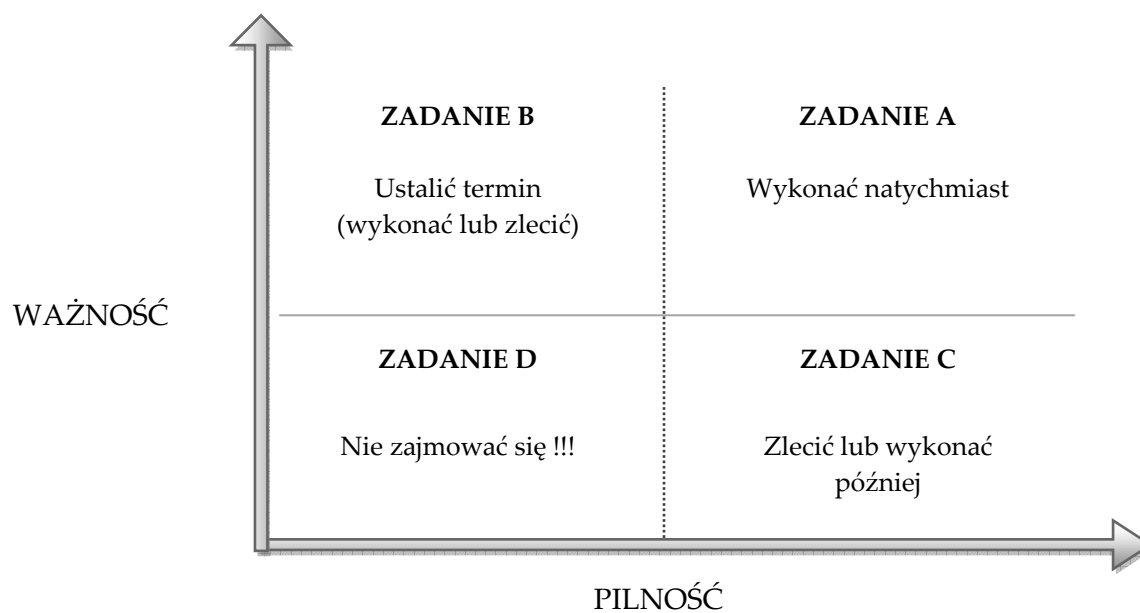 ZADANIE B
ZADANIE A
Ustalić termin
(wykonać lub zlecić)
Wykonać natychmiast
WAŻNOŚĆ
ZADANIE D
ZADANIE C
Nie zajmować się !!!
Zlecić lub wykonać
później
PILNOŚĆ